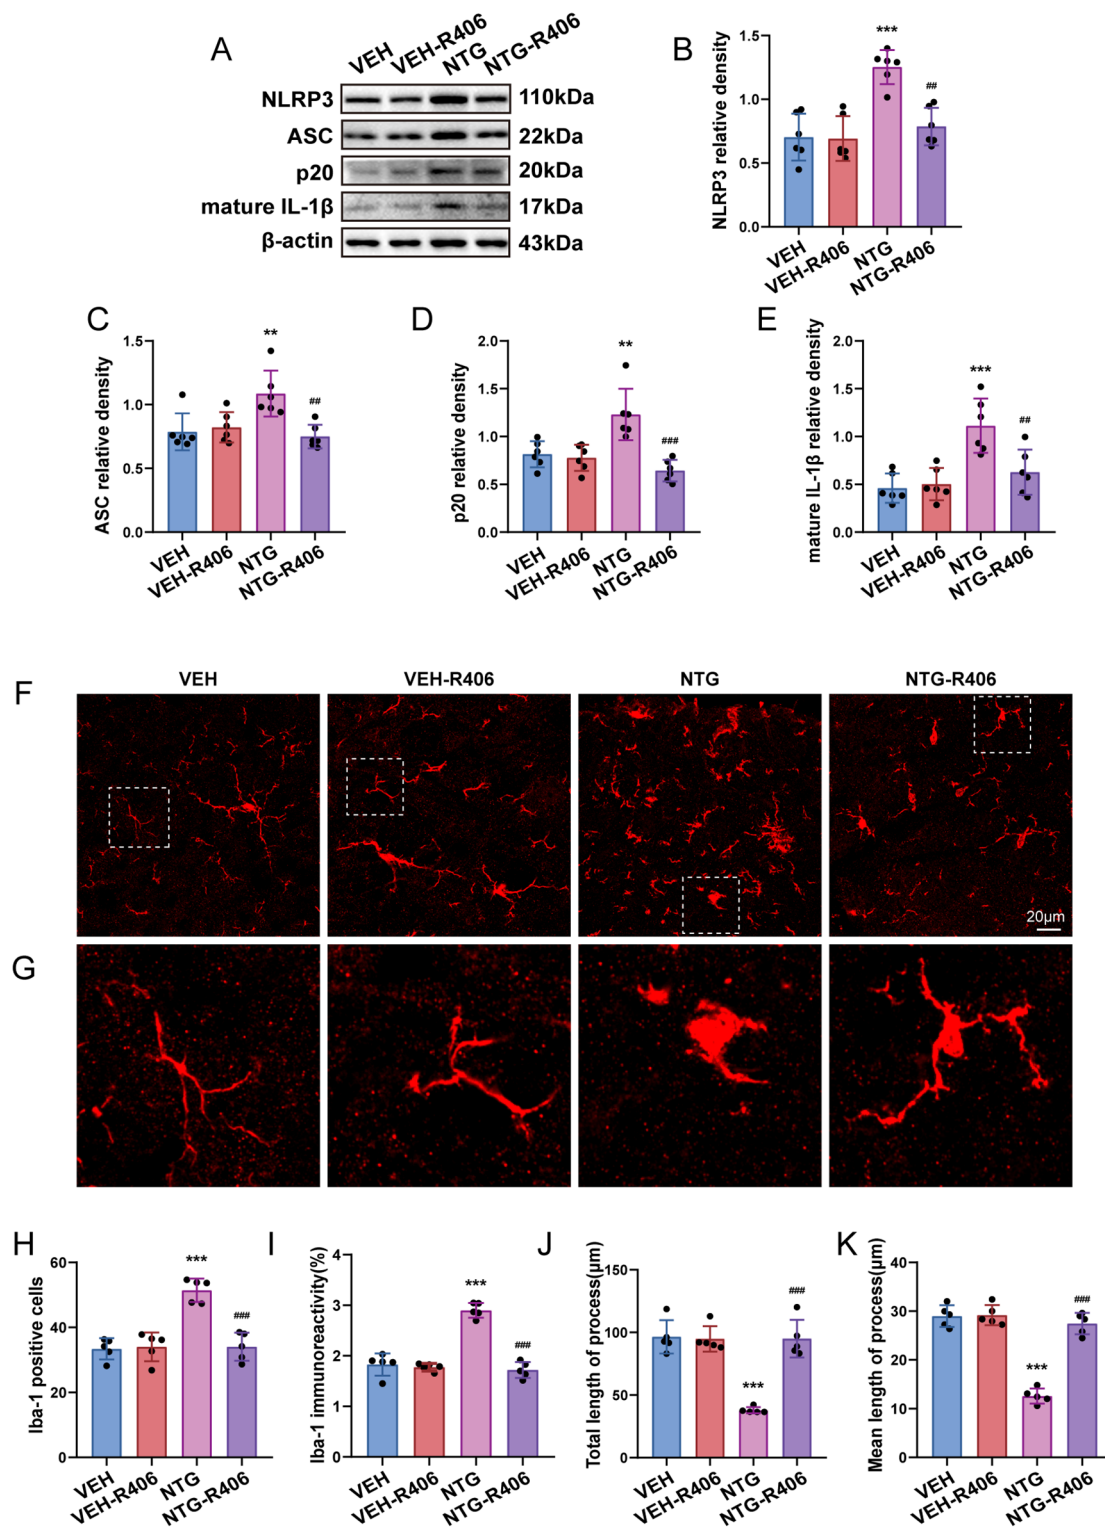 A
VEH
VEH-R406
NTG
NTG-R406
NLRP3
110kDa
ASC
22kDa
p20
20kDa
mature IL-1β
17kDa
β-actin
43kDa
B
NLRP3 relative density
1.5
1.0
0.5
0.0
***
##
VEH
VEH-R406
NTG
NTG-R406
C
ASC relative density
1.5
1.0
0.5
0.0
**
##
VEH
VEH-R406
NTG
NTG-R406
D
p20 relative density
2.0
1.5
1.0
0.5
0.0
**
###
VEH
VEH-R406
NTG
NTG-R406
E
mature IL-1β relative density
2.0
1.5
1.0
0.5
0.0
***
##
VEH
VEH-R406
NTG
NTG-R406
F
VEH
VEH-R406
NTG
NTG-R406
20μm
G
H
Iba-1 positive cells
60
40
20
0
***
###
VEH
VEH-R406
NTG
NTG-R406
I
Iba-1 immunoreactivity(%)
4
3
2
1
0
***
###
VEH
VEH-R406
NTG
NTG-R406
J
Total length of process(μm)
150
100
50
0
***
###
VEH
VEH-R406
NTG
NTG-R406
K
Mean length of process(μm)
40
30
20
10
0
***
###
VEH
VEH-R406
NTG
NTG-R406